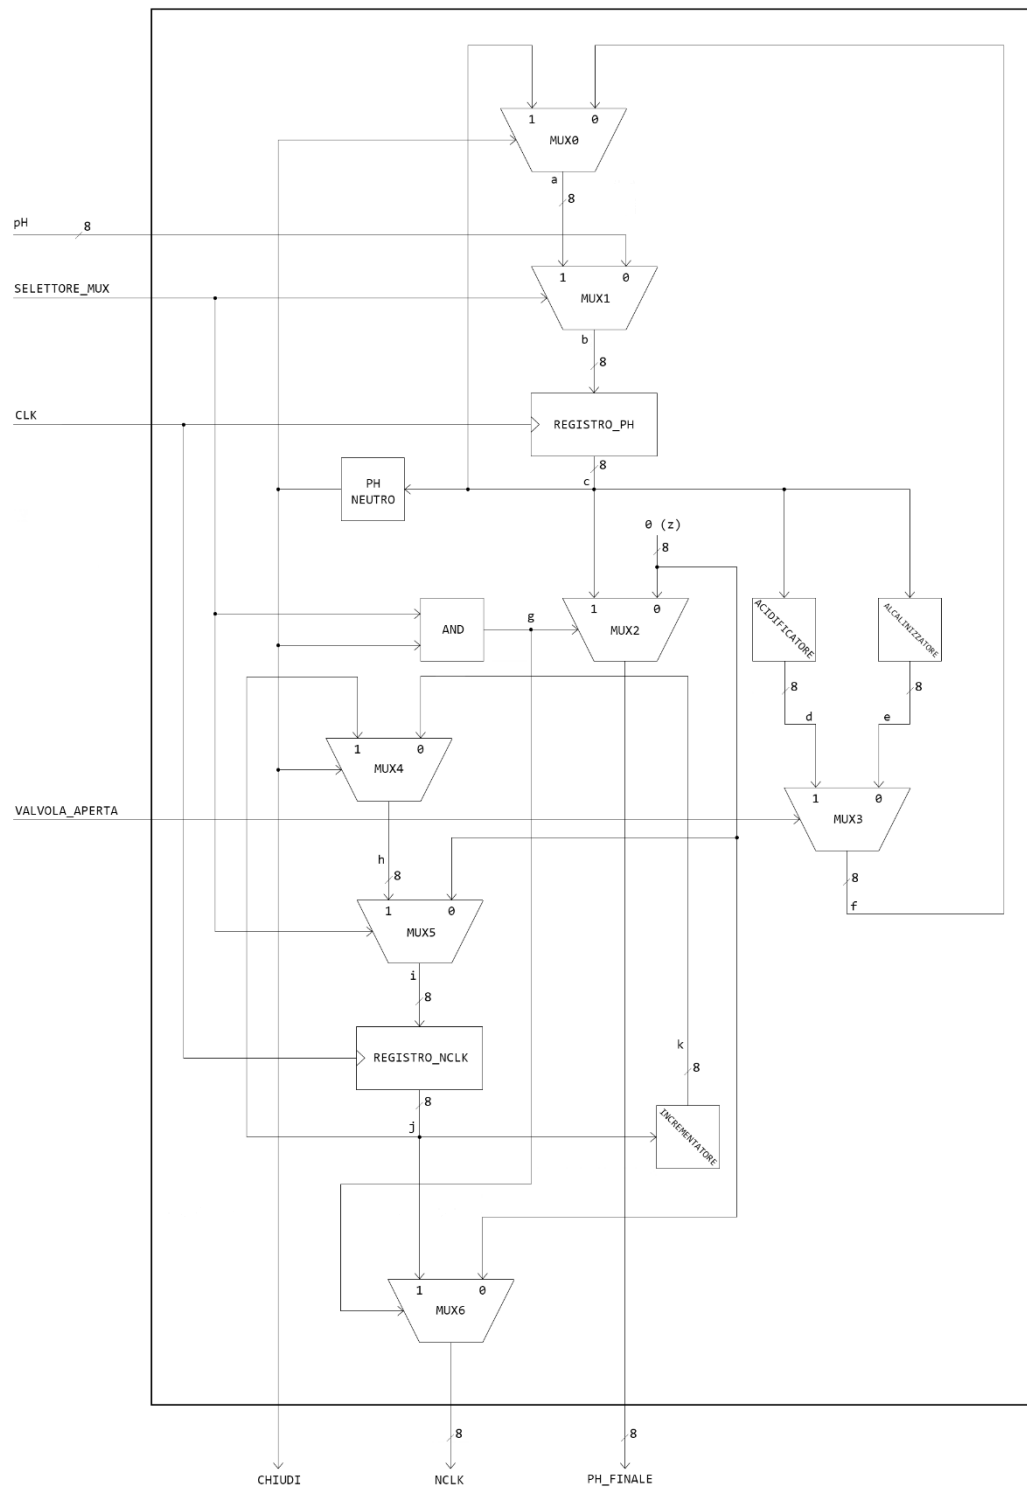 1 0
MUX0
a
8
pH 8
1 0
SELETTORE_MUX
MUX1
b
8
CLK
REGISTRO_PH
8
c
PH
NEUTRO
0 (z)
8
1 0
g
AND
MUX2
ACIDIFICATORE
ALCALINIZZATORE
8 8
d e
1 0
MUX4
1 0
VALVOLA_APERTA
MUX3
h
8
8
f
1 0
MUX5
i
8
k
REGISTRO_NCLK
8
8
j
INCREMENTATORE
1 0
MUX6
8 8
CHIUDI NCLK PH_FINALE